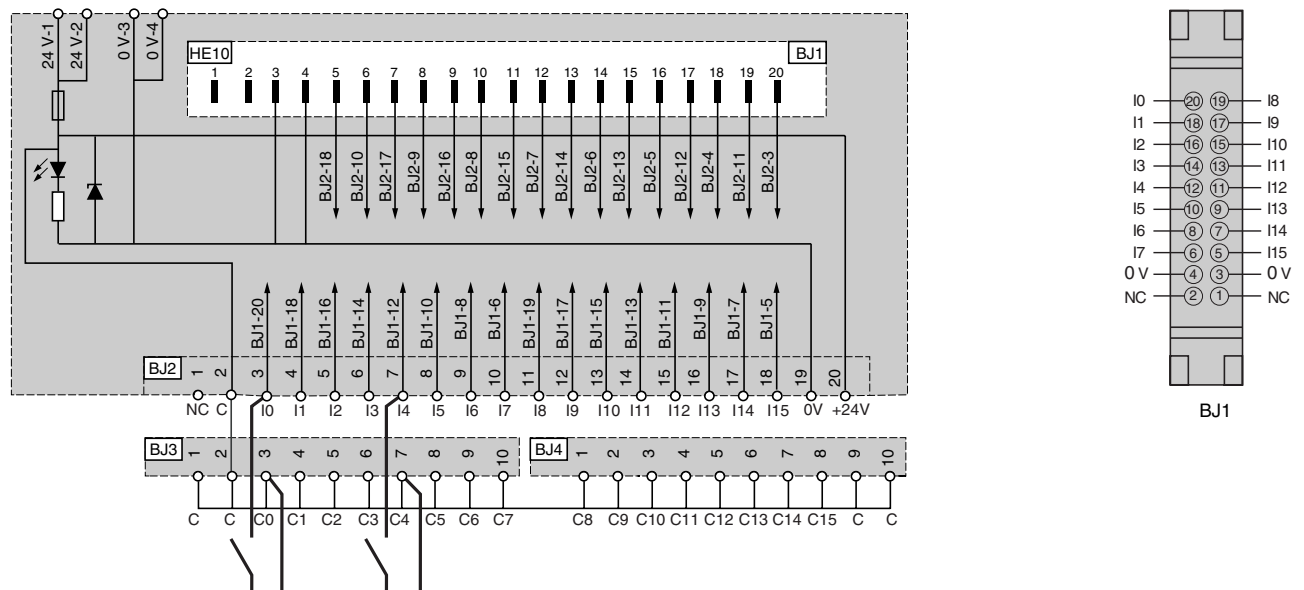 24 V-1 24 V-2 0 V-3 0 V-4
HE10 BJ1
1 2 3 4 5 6 7 8 9 10 11 12 13 14 15 16 17 18 19 20
BJ2-18 BJ2-10 BJ2-17 BJ2-9 BJ2-16 BJ2-8 BJ2-15 BJ2-7 BJ2-14 BJ2-6 BJ2-13 BJ2-5 BJ2-12 BJ2-4 BJ2-11 BJ2-3
BJ1-20 BJ1-18 BJ1-16 BJ1-14 BJ1-12 BJ1-10 BJ1-8 BJ1-6 BJ1-19 BJ1-17 BJ1-15 BJ1-13 BJ1-11 BJ1-9 BJ1-7 BJ1-5
BJ2 1 2 3 4 5 6 7 8 9 10 11 12 13 14 15 16 17 18 19 20
NC C I0 I1 I2 I3 I4 I5 I6 I7 I8 I9 I10 I11 I12 I13 I14 I15 0V +24V
BJ3 1 2 3 4 5 6 7 8 9 10
BJ4 1 2 3 4 5 6 7 8 9 10
C C C0 C1 C2 C3 C4 C5 C6 C7
C8 C9 C10 C11 C12 C13 C14 C15 C C
I0 20 19 I8
I1 18 17 I9
I2 16 15 I10
I3 14 13 I11
I4 12 11 I12
I5 10 9 I13
I6 8 7 I14
I7 6 5 I15
0 V 4 3 0 V
NC 2 1 NC
BJ1